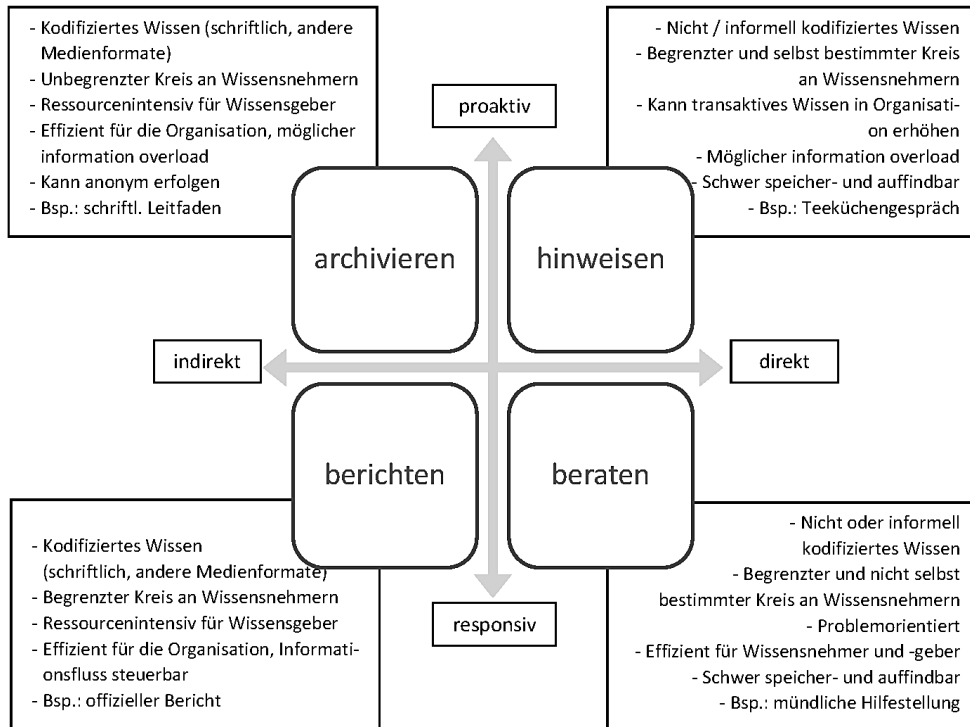 - Kodifiziertes Wissen (schriftlich, andere
Medienformate)
- Unbegrenzter Kreis an Wissensnehmern
- Ressourcenintensiv für Wissensgeber
- Effizient für die Organisation, möglicher
information overload
- Kann anonym erfolgen
- Bsp.: schriftl. Leitfaden
proaktiv
- Nicht / informell kodifiziertes Wissen
- Begrenzter und selbst bestimmter Kreis
an Wissensnehmern
- Kann transaktives Wissen in Organisati-
on erhöhen
- Möglicher information overload
- Schwer speicher- und auffindbar
- Bsp.: Teeküchengespräch
archivieren
hinweisen
indirekt
direkt
berichten
beraten
- Kodifiziertes Wissen
(schriftlich, andere Medienformate)
- Begrenzter Kreis an Wissensnehmern
- Ressourcenintensiv für Wissensgeber
- Effizient für die Organisation, Informati-
onsfluss steuerbar
- Bsp.: offizieller Bericht
responsiv
- Nicht oder informell
kodifiziertes Wissen
- Begrenzter und nicht selbst
bestimmter Kreis an Wissensnehmern
- Problemorientiert
- Effizient für Wissensnehmer und -geber
- Schwer speicher- und auffindbar
- Bsp.: mündliche Hilfestellung